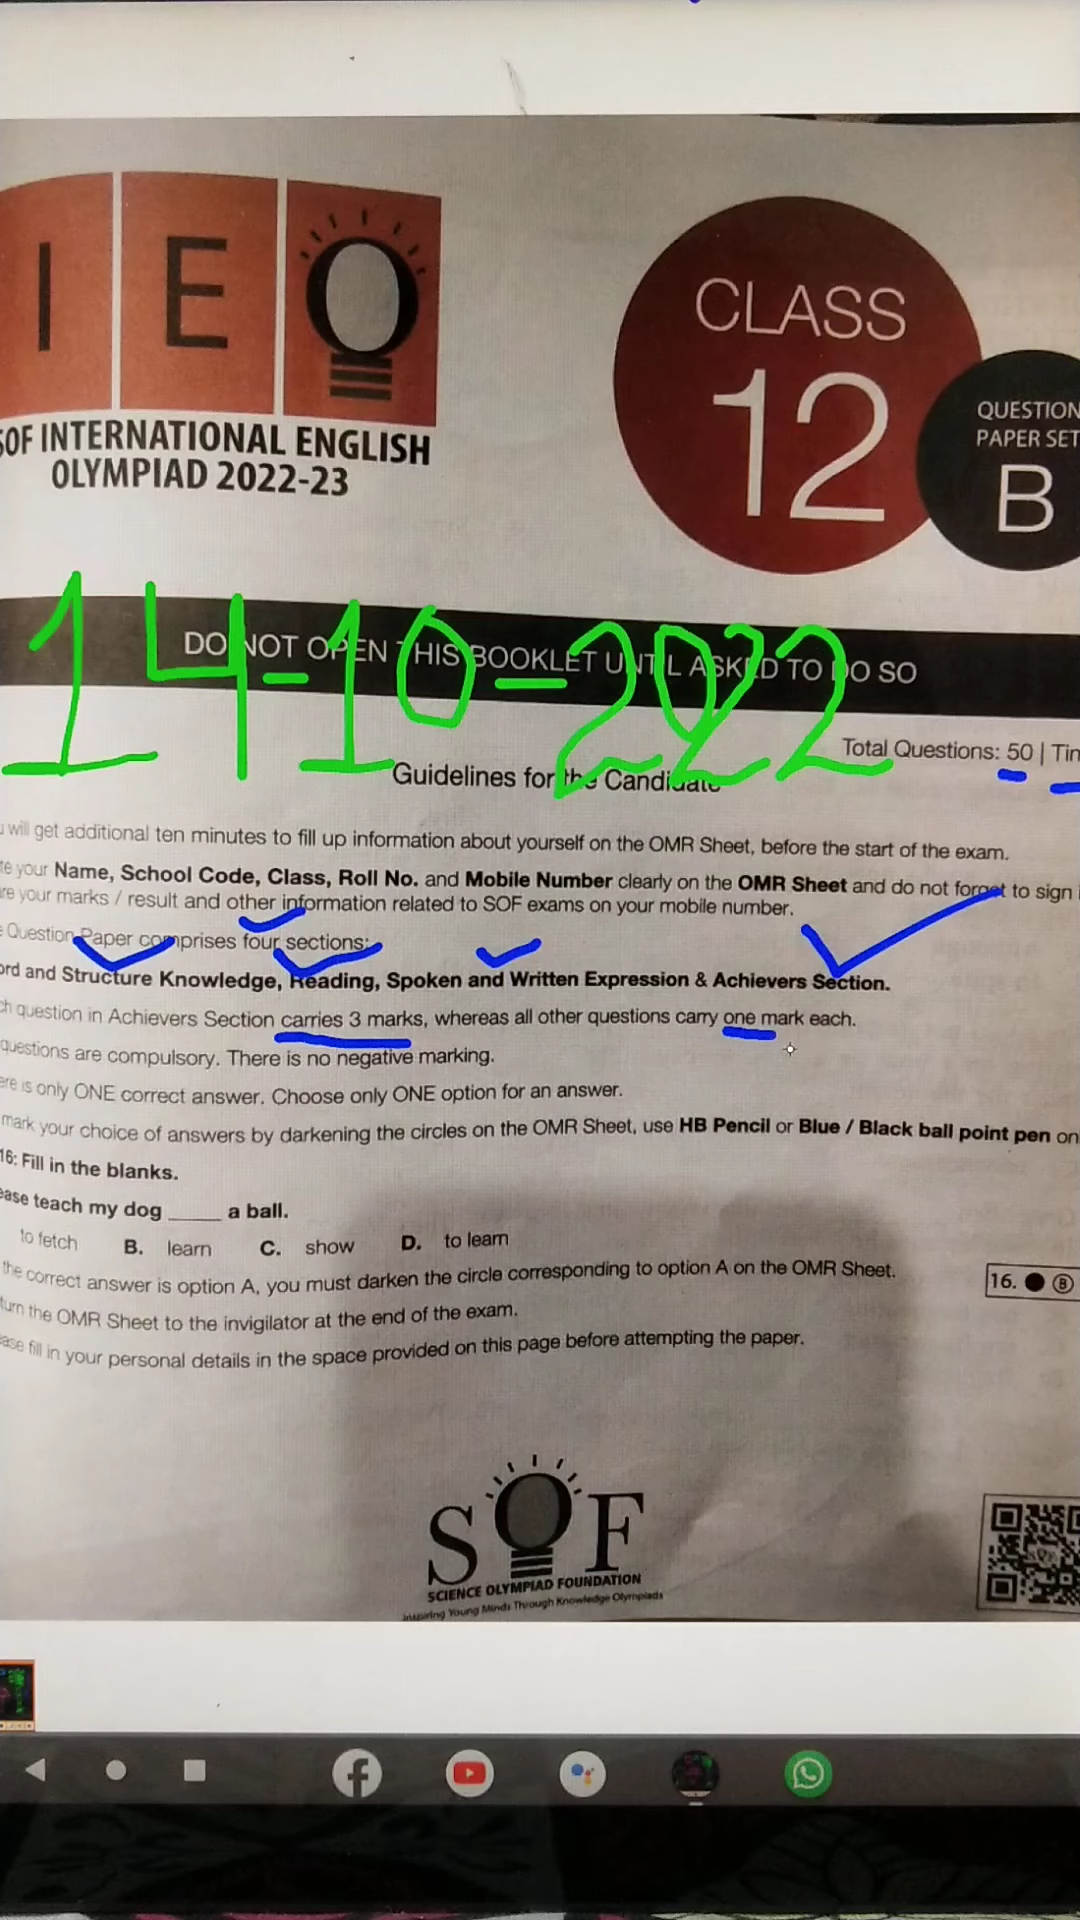 I E O
SOF INTERNATIONAL ENGLISH
OLYMPIAD 2022-23
CLASS
12
QUESTION
PAPER SET
B
DO NOT OPEN THIS BOOKLET UNTIL ASKED TO DO SO
14-10-2022
Total Questions: 50 |
Guidelines for the Candidate
will get additional ten minutes to fill up information about yourself on the OMR Sheet, before the start of the exam.
your Name, School Code, Class, Roll No. and Mobile Number clearly on the OMR Sheet and do not forget to sign
your marks / result and other information related to SOF exams on your mobile number.
Question Paper comprises four sections:
and Structure Knowledge, Reading, Spoken and Written Expression & Achievers Section.
question in Achievers Section carries 3 marks, whereas all other questions carry one mark each.
questions are compulsory. There is no negative marking.
is only ONE correct answer. Choose only ONE option for an answer.
mark your choice of answers by darkening the circles on the OMR Sheet, use HB Pencil or Blue / Black ball point pen
16: Fill in the blanks.
teach my dog _____ a ball.
to fetch B. learn C. show D. to learn
the correct answer is option A, you must darken the circle corresponding to option A on the OMR Sheet.
16. B
the OMR Sheet to the invigilator at the end of the exam.
fill in your personal details in the space provided on this page before attempting the paper.
SOF
SCIENCE OLYMPIAD FOUNDATION
Inspiring Young Minds Through Knowledge Olympiads